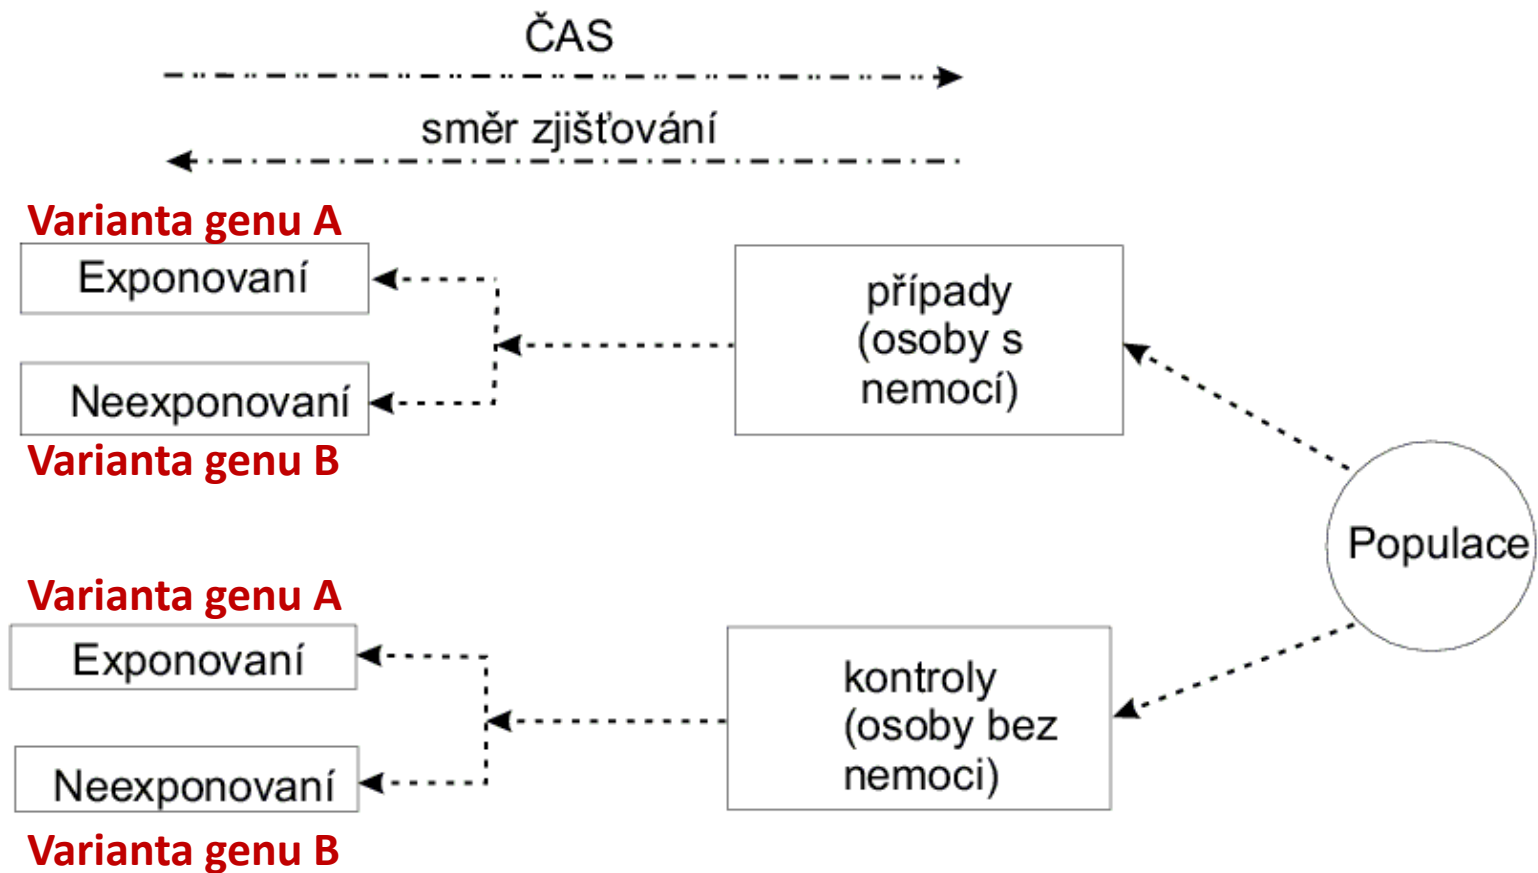 ČAS
směr zjišťování
Varianta genu A
Exponovaní
Neexponovaní
Varianta genu B
případy
(osoby s
nemocí)
Populace
Varianta genu A
Exponovaní
Neexponovaní
Varianta genu B
kontroly
(osoby bez
nemoci)